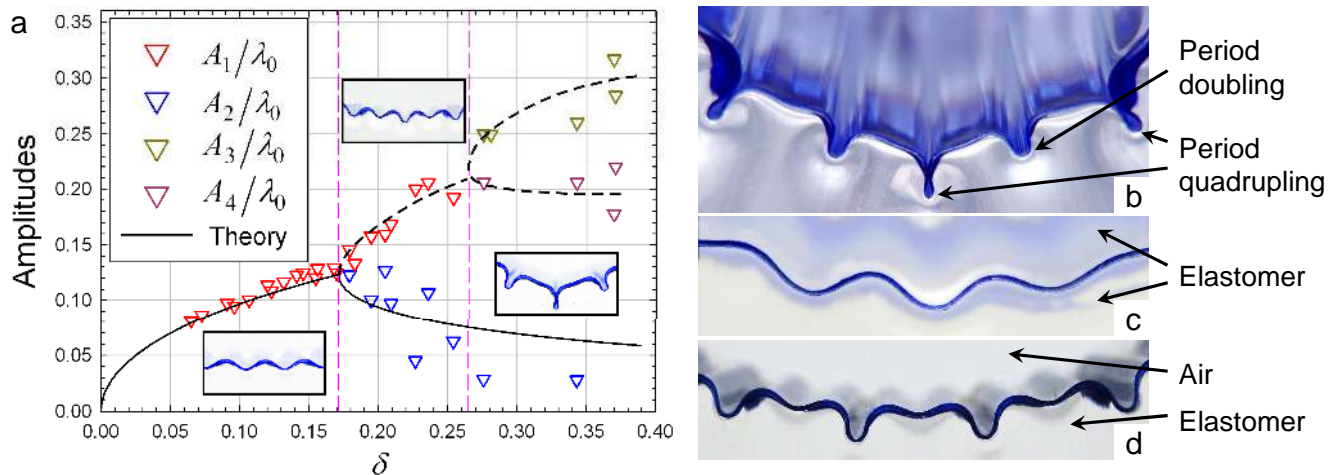 a
Amplitudes
0.35
0.30
0.25
0.20
0.15
0.10
0.05
0.00
A₁/λ₀
A₂/λ₀
A₃/λ₀
A₄/λ₀
Theory
0.00 0.05 0.10 0.15 0.20 0.25 0.30 0.35 0.40
δ
Period
doubling
Period
quadrupling
b
Elastomer
c
Air
Elastomer
d